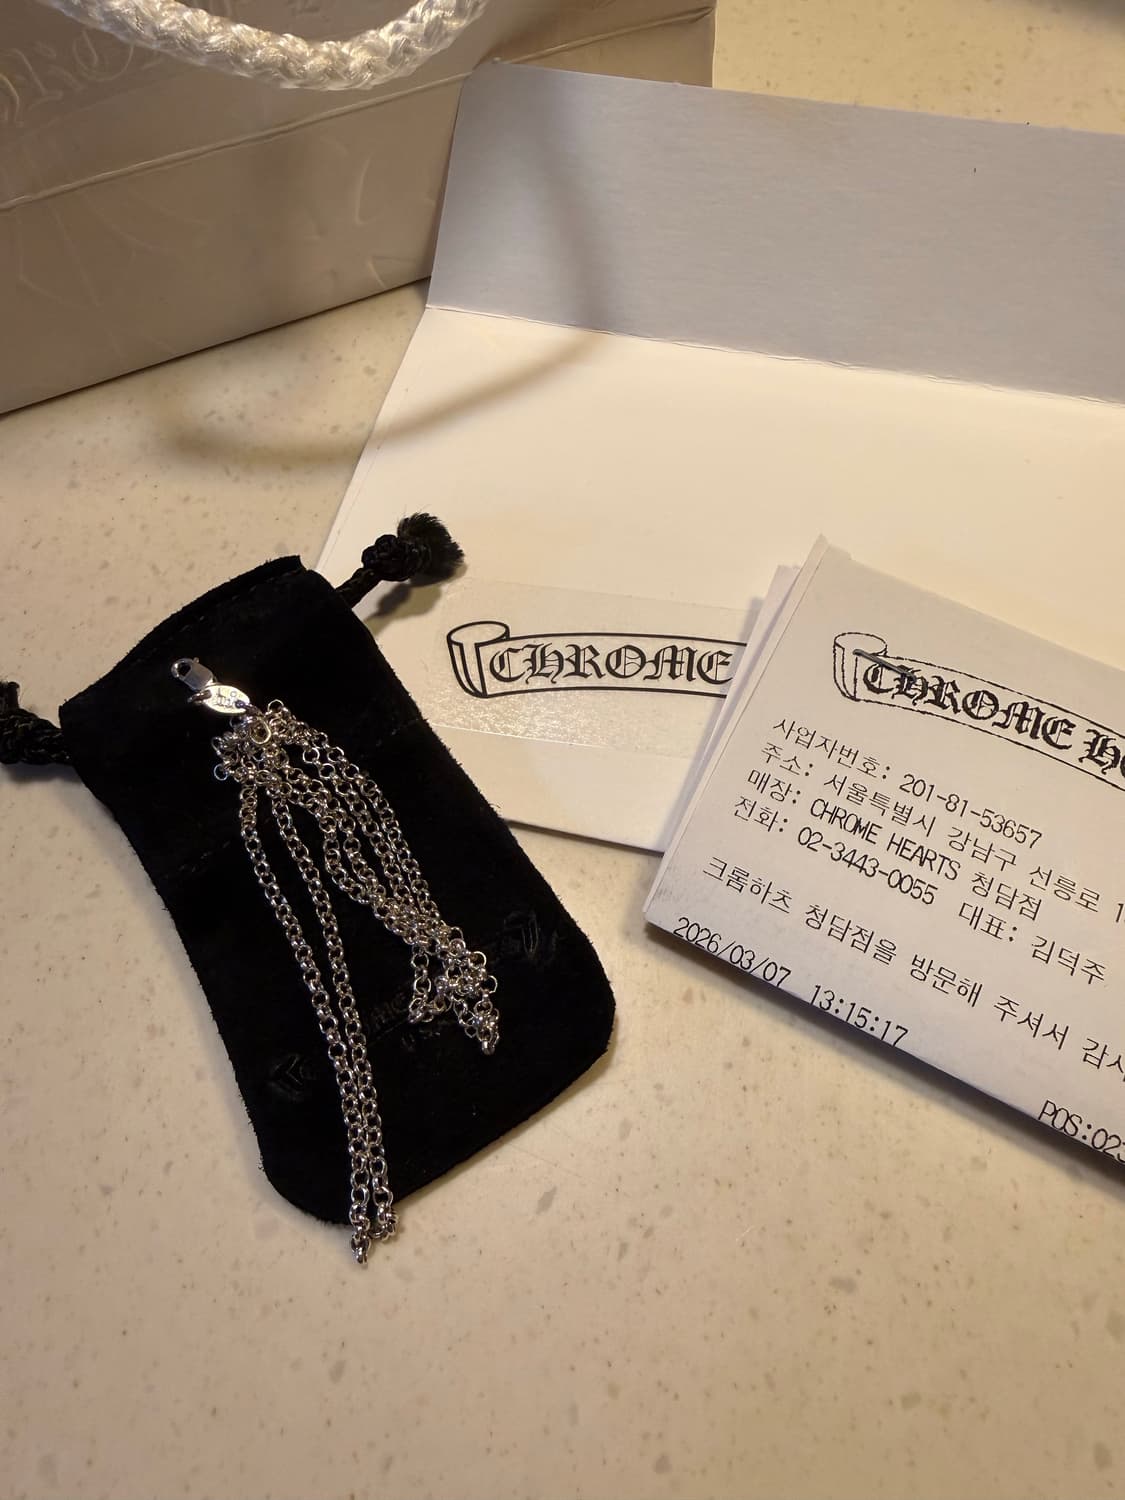 CHROME
CHROME
사업자번호: 201-81-53657
주소: 서울특별시 강남구 선릉로
매장: CHROME HEARTS 청담점
전화: 02-3443-0055 대표: 김덕주
크롬하츠 청담점을 방문해 주셔서
2026/03/07 13:15:17
POS:02